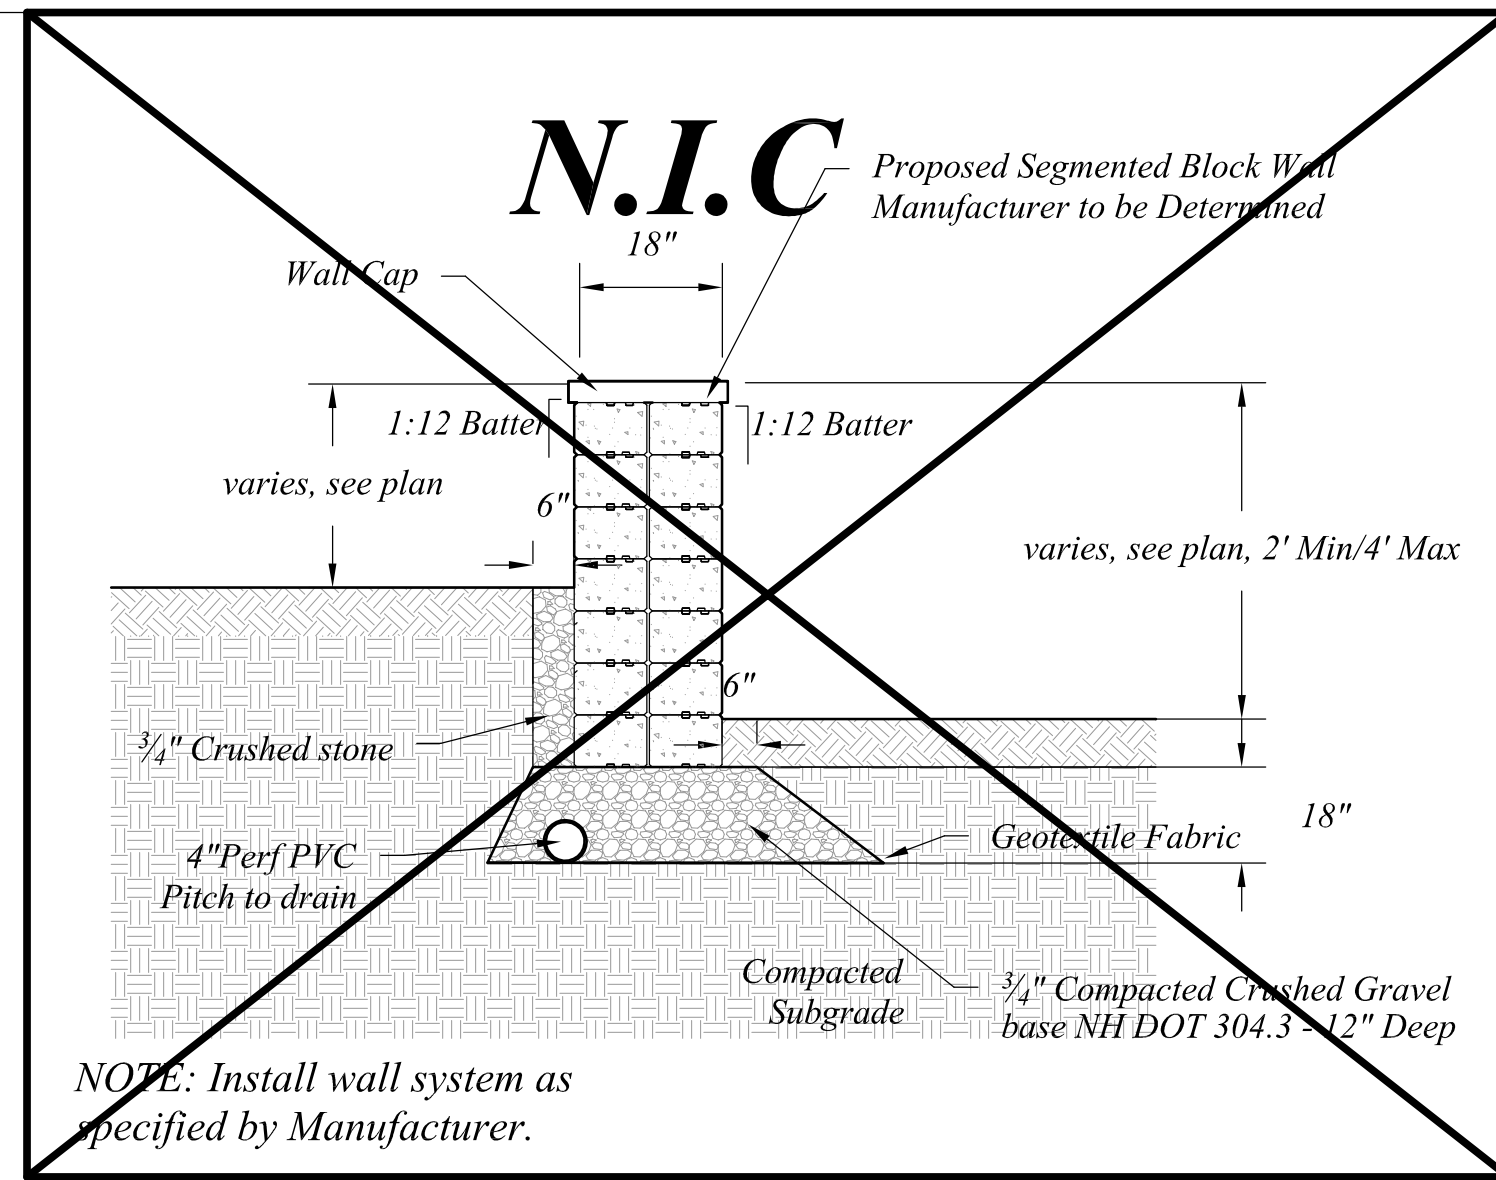 N.I.C
Proposed Segmented Block Wall
Manufacturer to be Determined
18"
Wall Cap
1:12 Batter
1:12 Batter
varies, see plan
6"
varies, see plan, 2' Min/4' Max
6"
3/4" Crushed stone
18"
Geotextile Fabric
4"Perf PVC
Pitch to drain
Compacted
Subgrade
3/4" Compacted Crushed Gravel
base NH DOT 304.3 - 12" Deep
NOTE: Install wall system as
specified by Manufacturer.